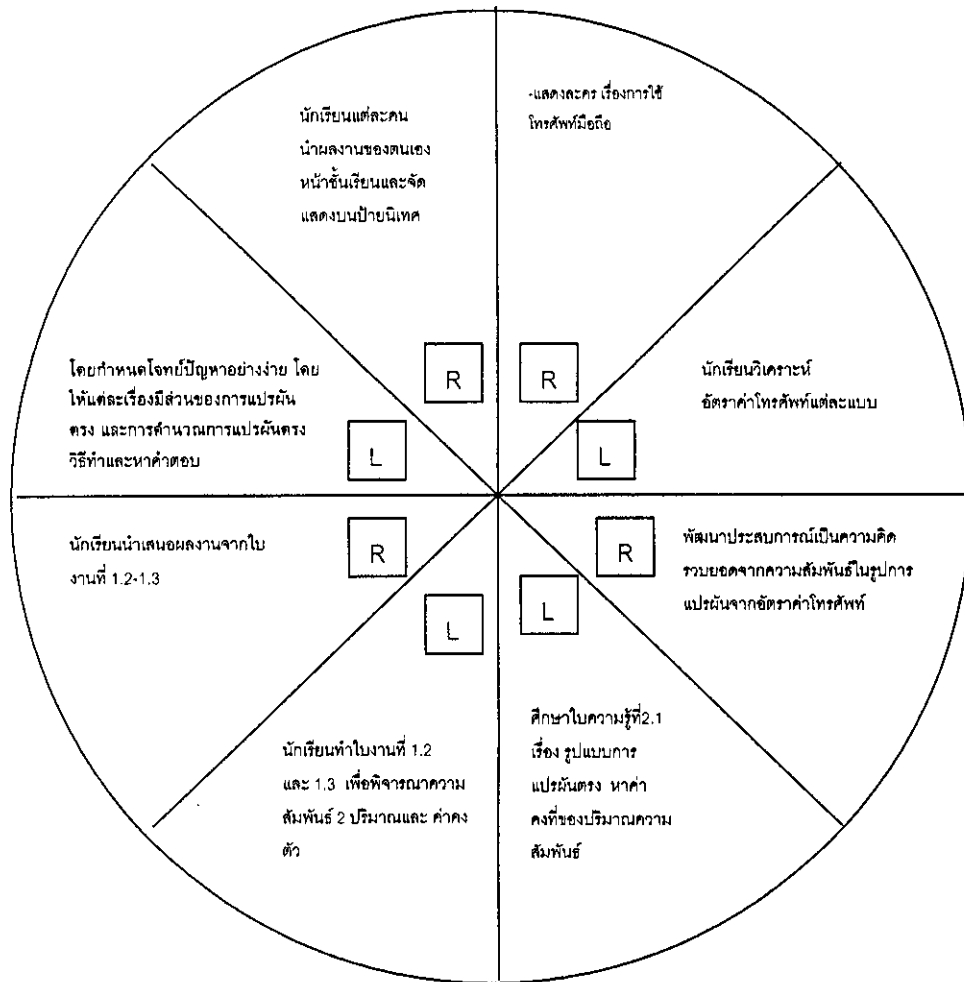 -แสดงละคร เรื่องการใช้
โทรศัพท์มือถือ
R
นักเรียนวิเคราะห์
อัตราค่าโทรศัพท์แต่ละแบบ
L
พัฒนาประสบการณ์เป็นความคิด
รวบยอดจากความสัมพันธ์ในรูปการ
แปรผันจากอัตราค่าโทรศัพท์
R
ศึกษาใบความรู้ที่2.1
เรื่อง รูปแบบการ
แปรผันตรง หาค่า
คงที่ของปริมาณความ
สัมพันธ์
L
นักเรียนทำใบงานที่ 1.2
และ 1.3 เพื่อพิจารณาความ
สัมพันธ์ 2 ปริมาณและ ค่าคง
ตัว
L
นักเรียนนำเสนอผลงานจากใบ
งานที่ 1.2-1.3
R
โดยกำหนดโจทย์ปัญหาอย่างง่าย โดย
ให้แต่ละเรื่องมีส่วนของการแปรผัน
ตรง และการคำนวณการแปรผันตรง
วิธีทำและหาคำตอบ
L
นักเรียนแต่ละคน
นำผลงานของตนเอง
หน้าชั้นเรียนและจัด
แสดงบนป้ายนิเทศ
R